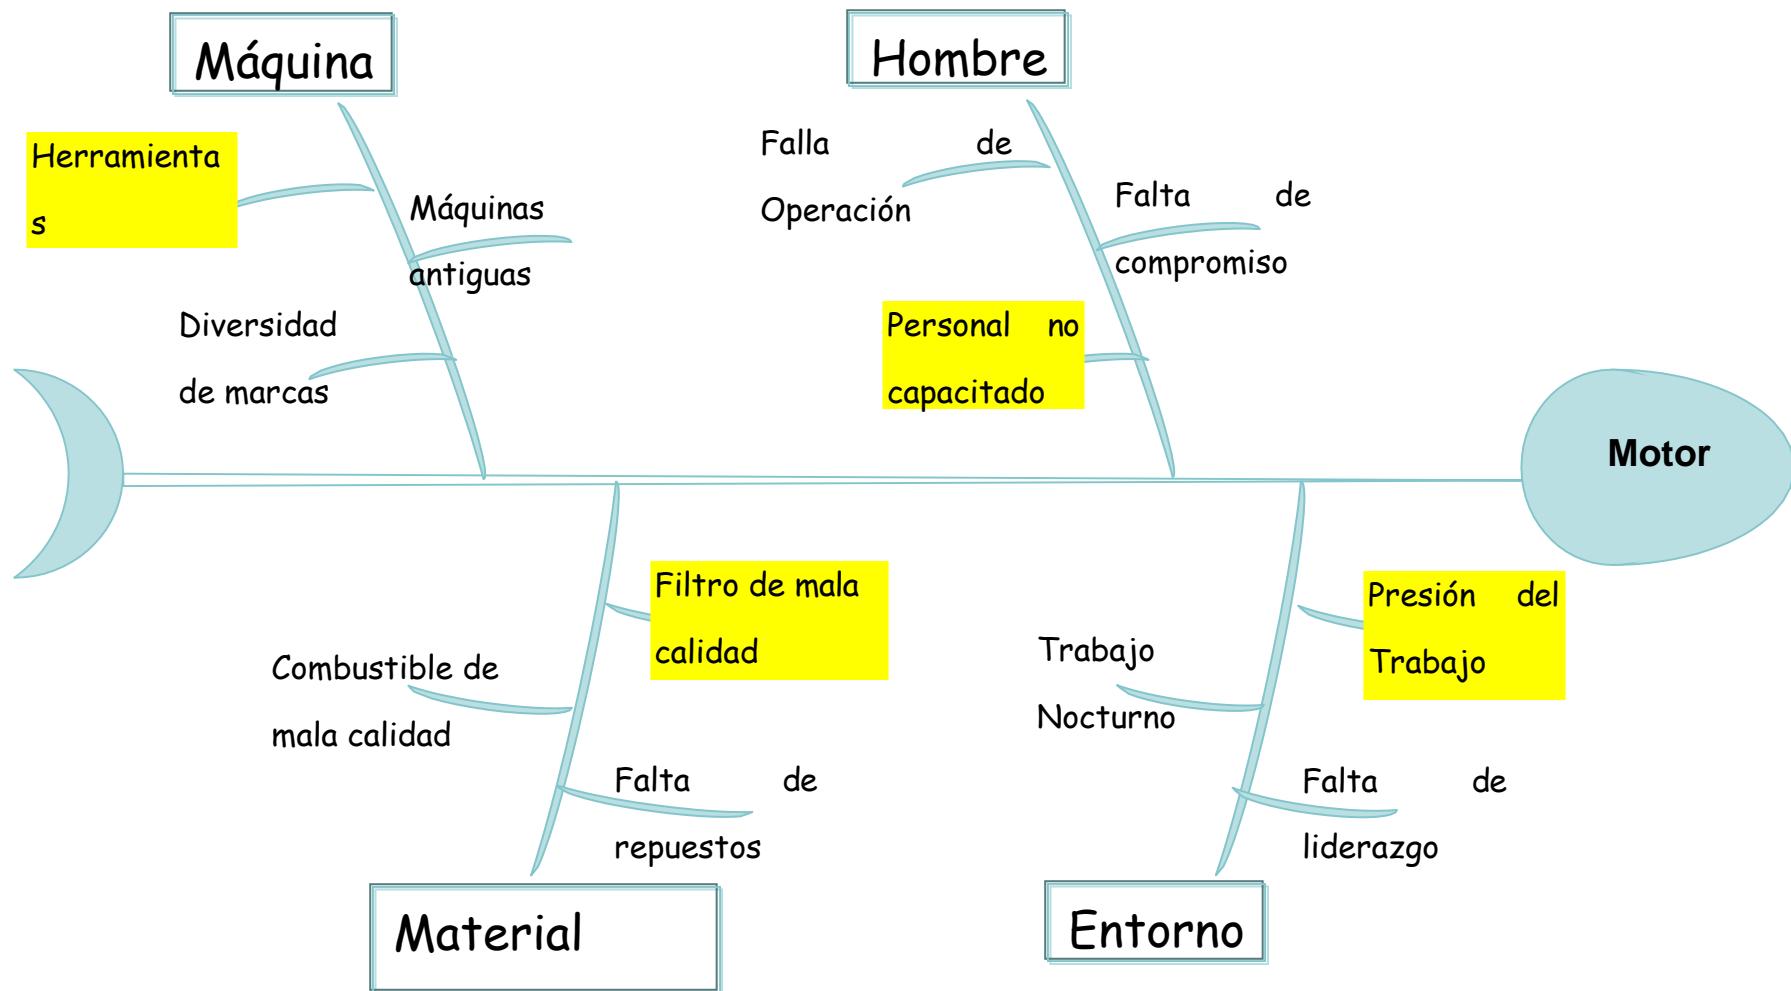 Máquina
Herramienta
s
Máquinas
antiguas
Diversidad
de marcas
Hombre
Falla de
Operación
Falta de
compromiso
Personal no
capacitado
Motor
Filtro de mala
calidad
Combustible de
mala calidad
Falta de
repuestos
Material
Presión del
Trabajo
Trabajo
Nocturno
Falta de
liderazgo
Entorno